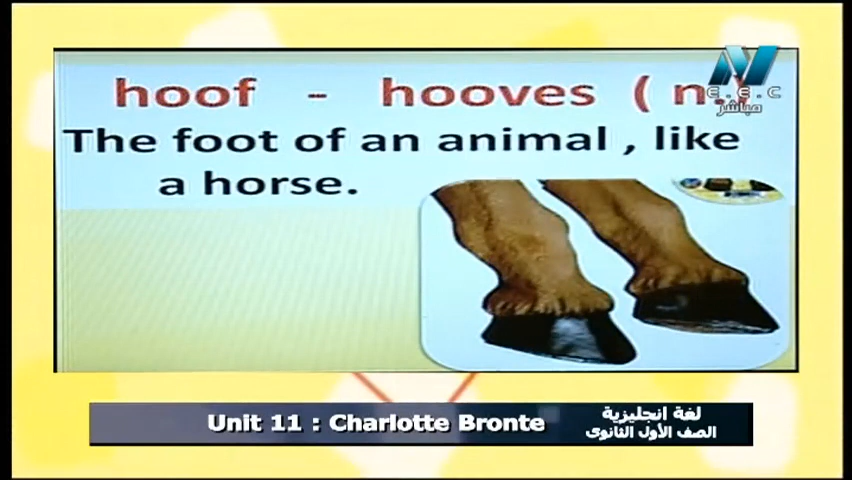 hoof - hooves ( n. )
The foot of an animal , like
a horse.
E.E.C
مباشر
Unit 11 : Charlotte Bronte
لغة انجليزية
الصف الأول الثانوى